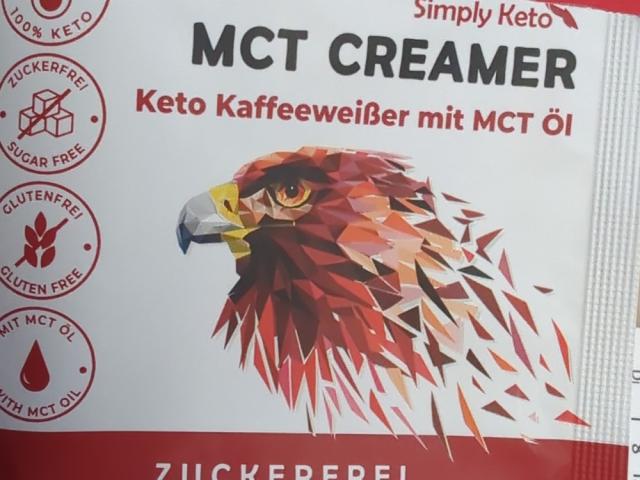 Simply Keto
MCT CREAMER
Keto Kaffeeweißer mit MCT Öl
100% KETO
ZUCKERFREI
SUGAR FREE
GLUTENFREI
GLUTEN FREE
MIT MCT ÖL
WITH MCT OIL